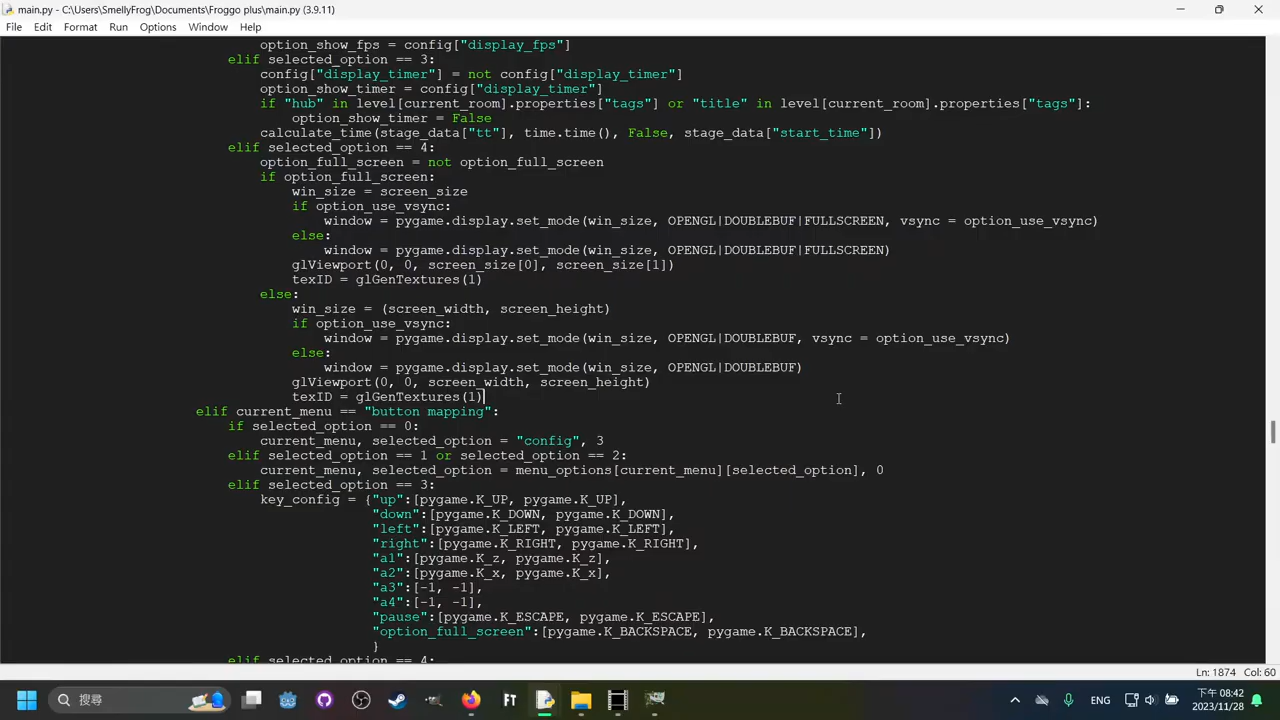 main.py - C:\Users\SmellyFrog\Documents\Froggo plus\main.py (3.9.11)
File Edit Format Run Options Window Help
option_show_fps = config["display_fps"]
elif selected_option == 3:
config["display_timer"] = not config["display_timer"]
option_show_timer = config["display_timer"]
if "hub" in level[current_room].properties["tags"] or "title" in level[current_room].properties["tags"]:
option_show_timer = False
calculate_time(stage_data["tt"], time.time(), False, stage_data["start_time"])
elif selected_option == 4:
option_full_screen = not option_full_screen
if option_full_screen:
win_size = screen_size
if option_use_vsync:
window = pygame.display.set_mode(win_size, OPENGL|DOUBLEBUF|FULLSCREEN, vsync = option_use_vsync)
else:
window = pygame.display.set_mode(win_size, OPENGL|DOUBLEBUF|FULLSCREEN)
glViewport(0, 0, screen_size[0], screen_size[1])
texID = glGenTextures(1)
else:
win_size = (screen_width, screen_height)
if option_use_vsync:
window = pygame.display.set_mode(win_size, OPENGL|DOUBLEBUF, vsync = option_use_vsync)
else:
window = pygame.display.set_mode(win_size, OPENGL|DOUBLEBUF)
glViewport(0, 0, screen_width, screen_height)
texID = glGenTextures(1)
elif current_menu == "button mapping":
if selected_option == 0:
current_menu, selected_option = "config", 3
elif selected_option == 1 or selected_option == 2:
current_menu, selected_option = menu_options[current_menu][selected_option], 0
elif selected_option == 3:
key_config = {"up":[pygame.K_UP, pygame.K_UP],
"down":[pygame.K_DOWN, pygame.K_DOWN],
"left":[pygame.K_LEFT, pygame.K_LEFT],
"right":[pygame.K_RIGHT, pygame.K_RIGHT],
"a1":[pygame.K_z, pygame.K_z],
"a2":[pygame.K_x, pygame.K_x],
"a3":[-1, -1],
"a4":[-1, -1],
"pause":[pygame.K_ESCAPE, pygame.K_ESCAPE],
"option_full_screen":[pygame.K_BACKSPACE, pygame.K_BACKSPACE],
}
elif selected_option == 4:
Ln: 1874 Col: 60
搜尋
FT
ENG
下午 08:42
2023/11/28